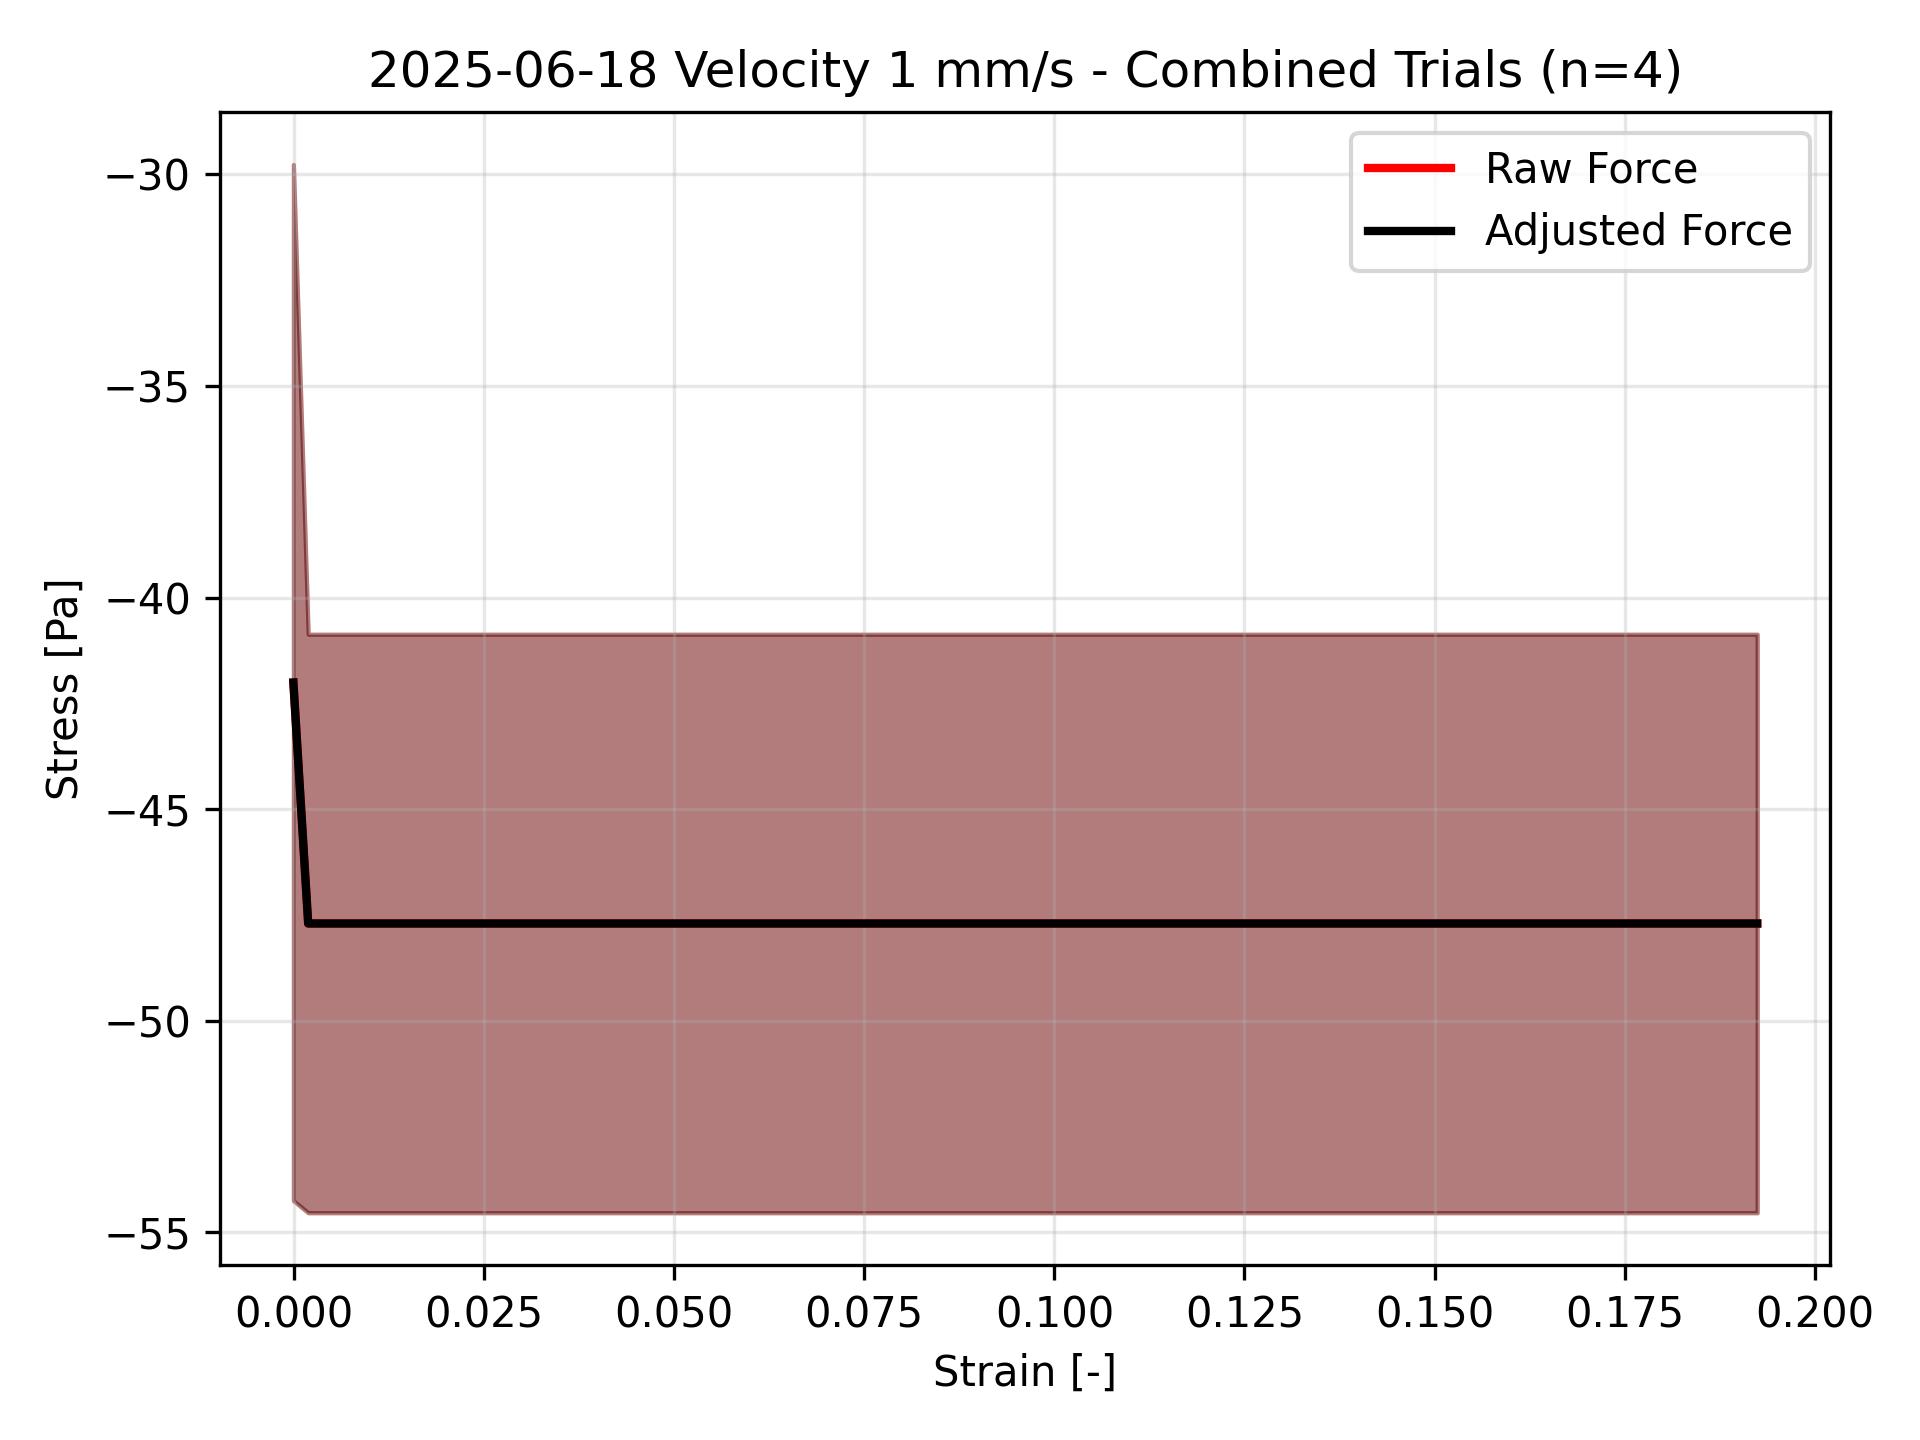 2025-06-18 Velocity 1 mm/s - Combined Trials (n=4)
Raw Force
Adjusted Force
Stress [Pa]
−30
−35
−40
−45
−50
−55
0.000 0.025 0.050 0.075 0.100 0.125 0.150 0.175 0.200
Strain [-]